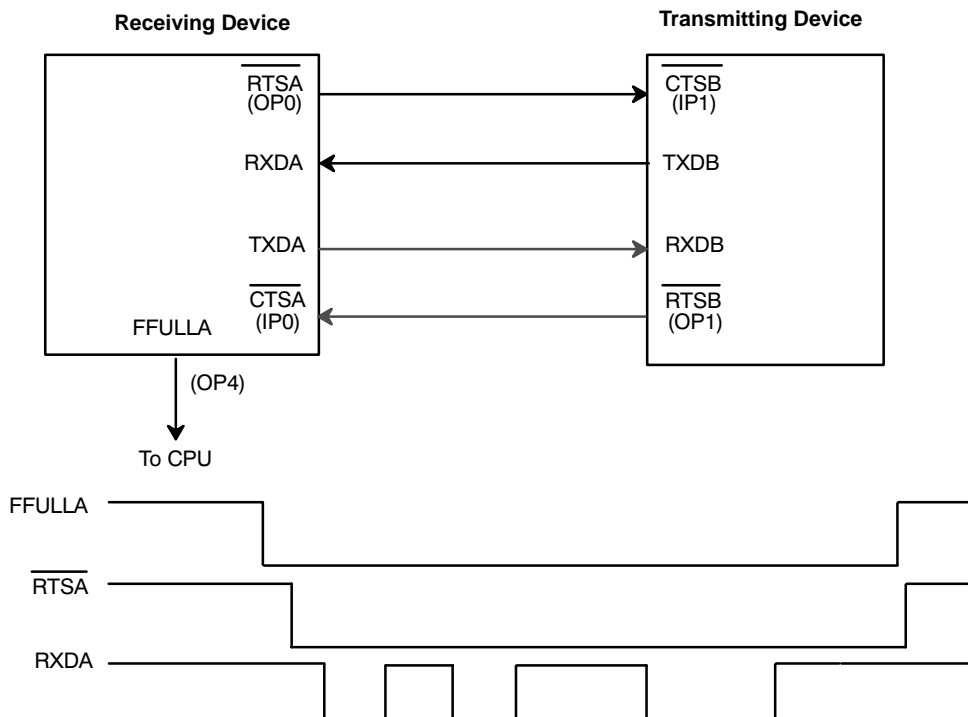 Receiving Device
Transmitting Device
RTSA
(OP0)
CTSB
(IP1)
RXDA
TXDB
TXDA
RXDB
CTSA
(IP0)
RTSB
(OP1)
FFULLA
(OP4)
To CPU
FFULLA
RTSA
RXDA